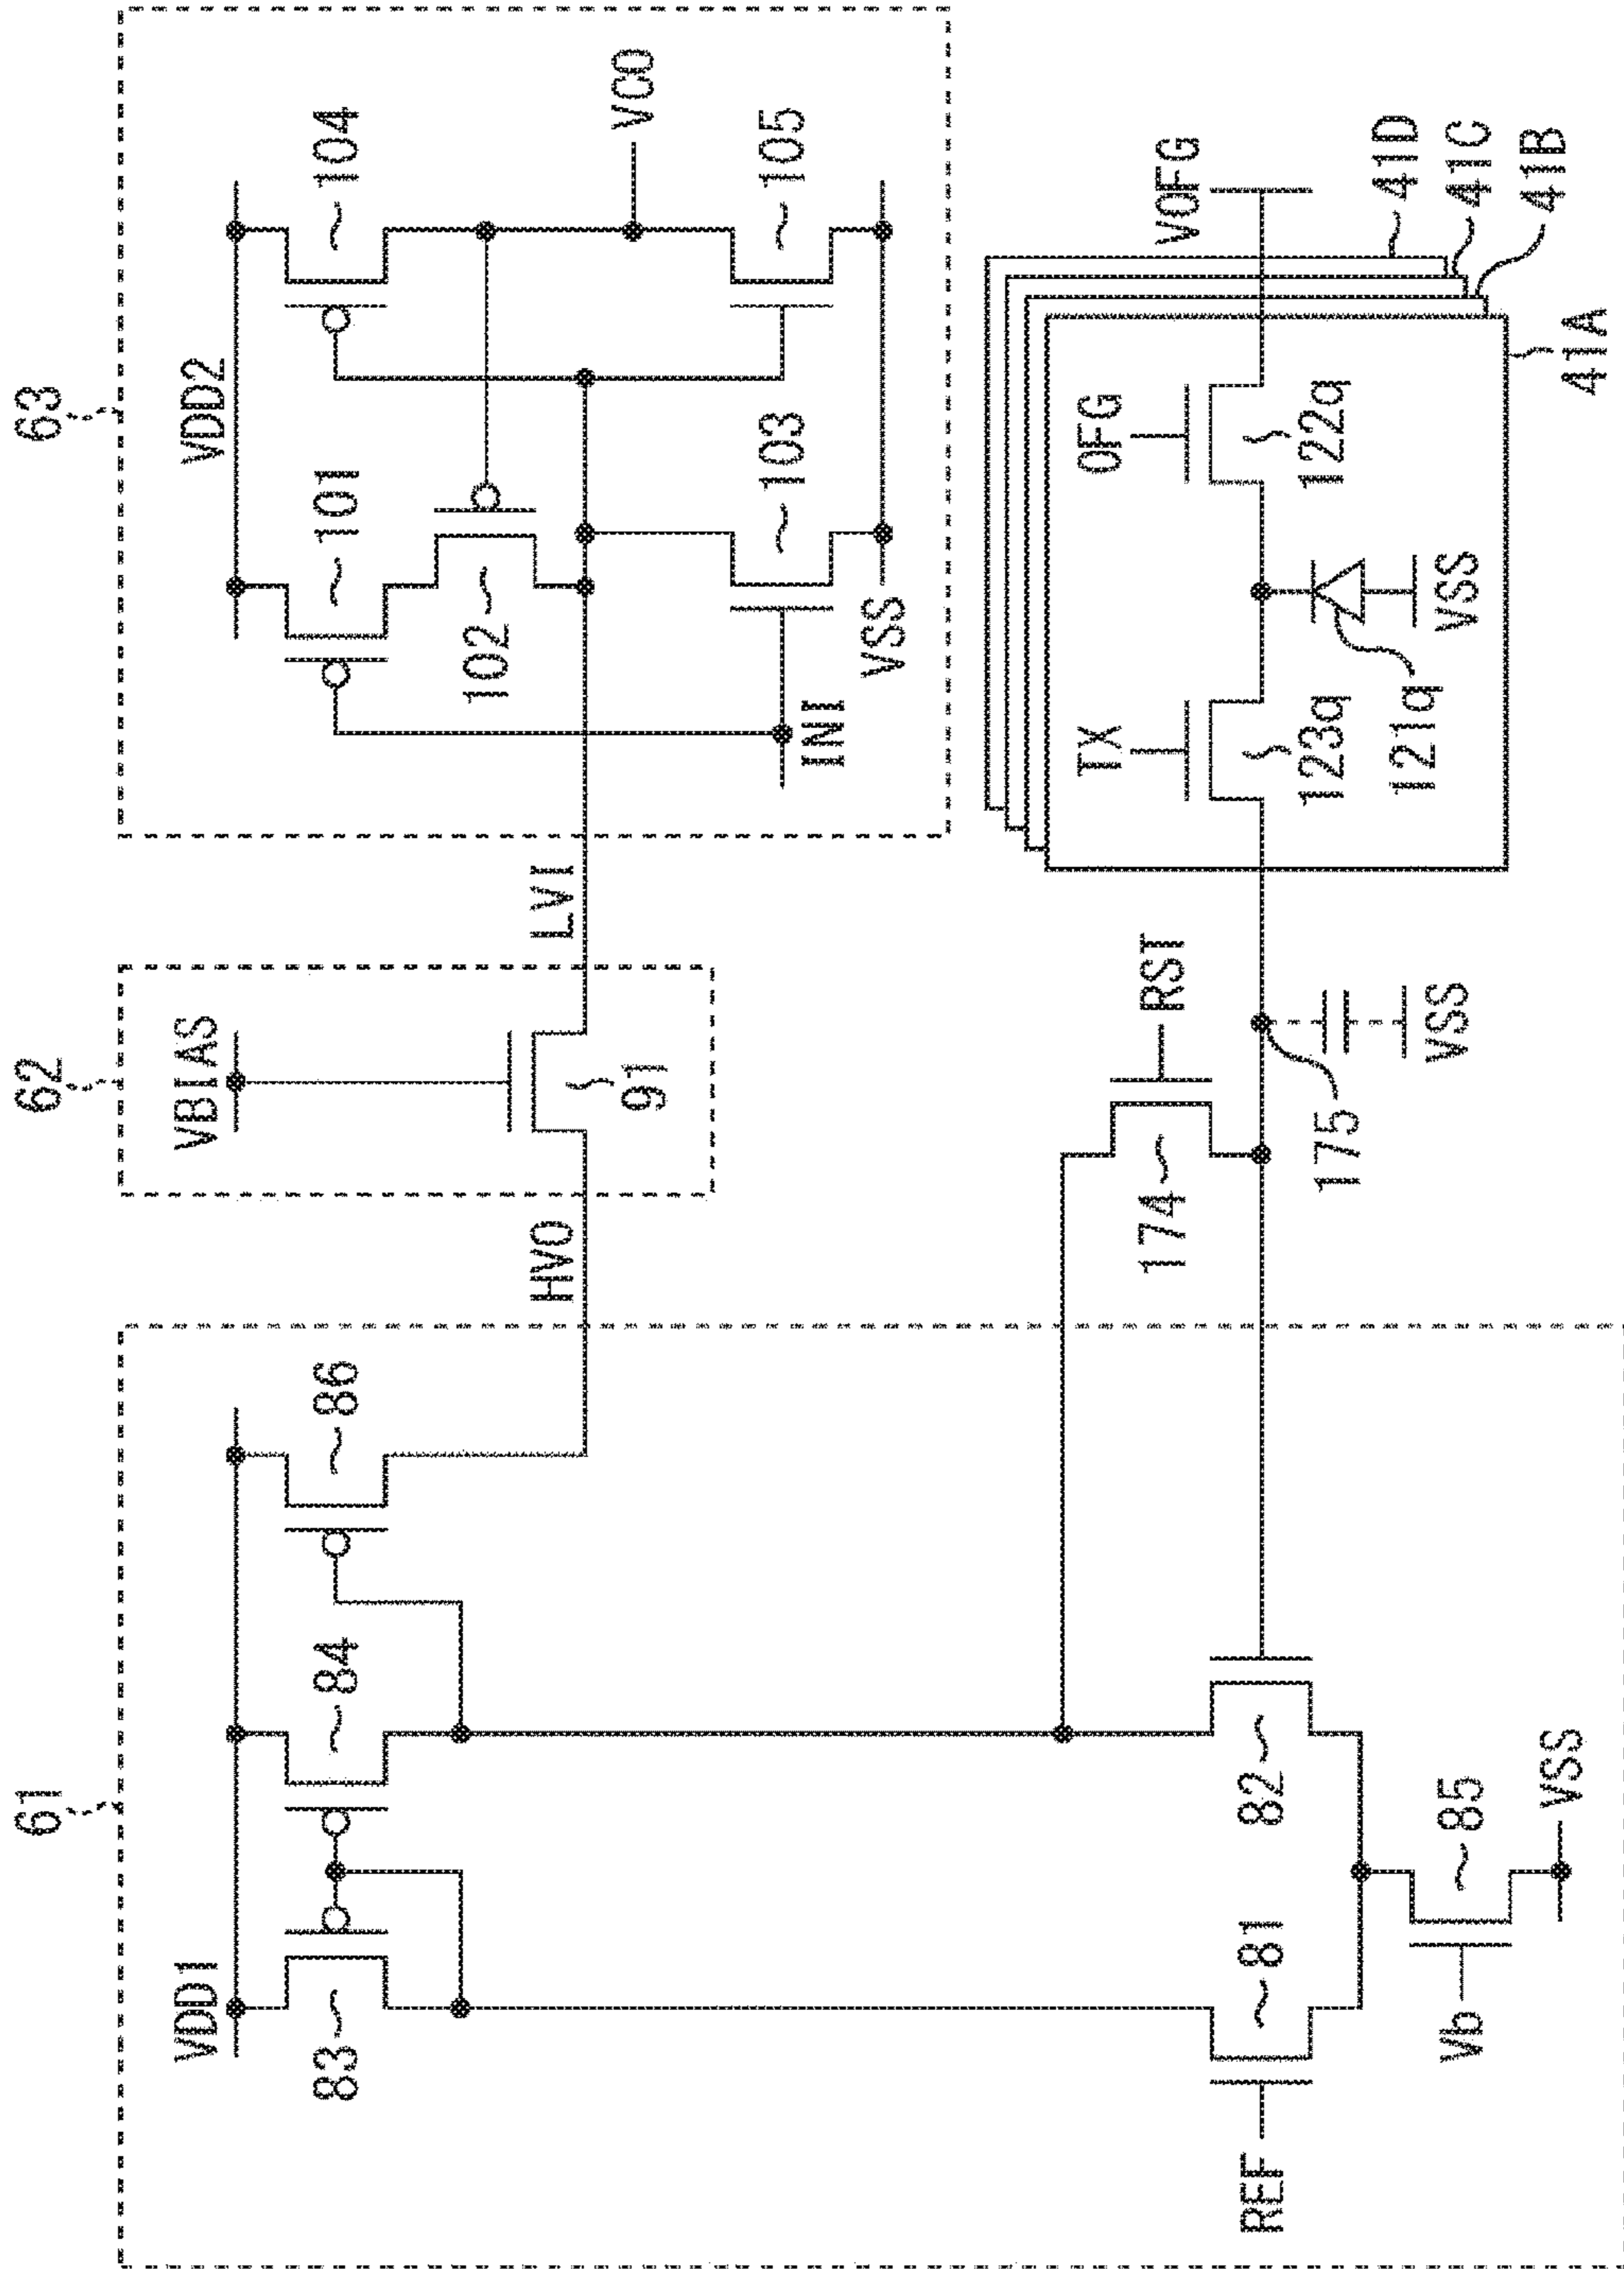 61
62
63
VDD1
VBIAS
VDD2
83
84
86
91
101
104
102
HVO
LVI
VCO
INI
103
105
VSS
174
RST
TX
OFG
VOFG
REF
81
82
175
VSS
123q
122q
121q
VSS
41D
41C
41B
41A
Vb
85
VSS